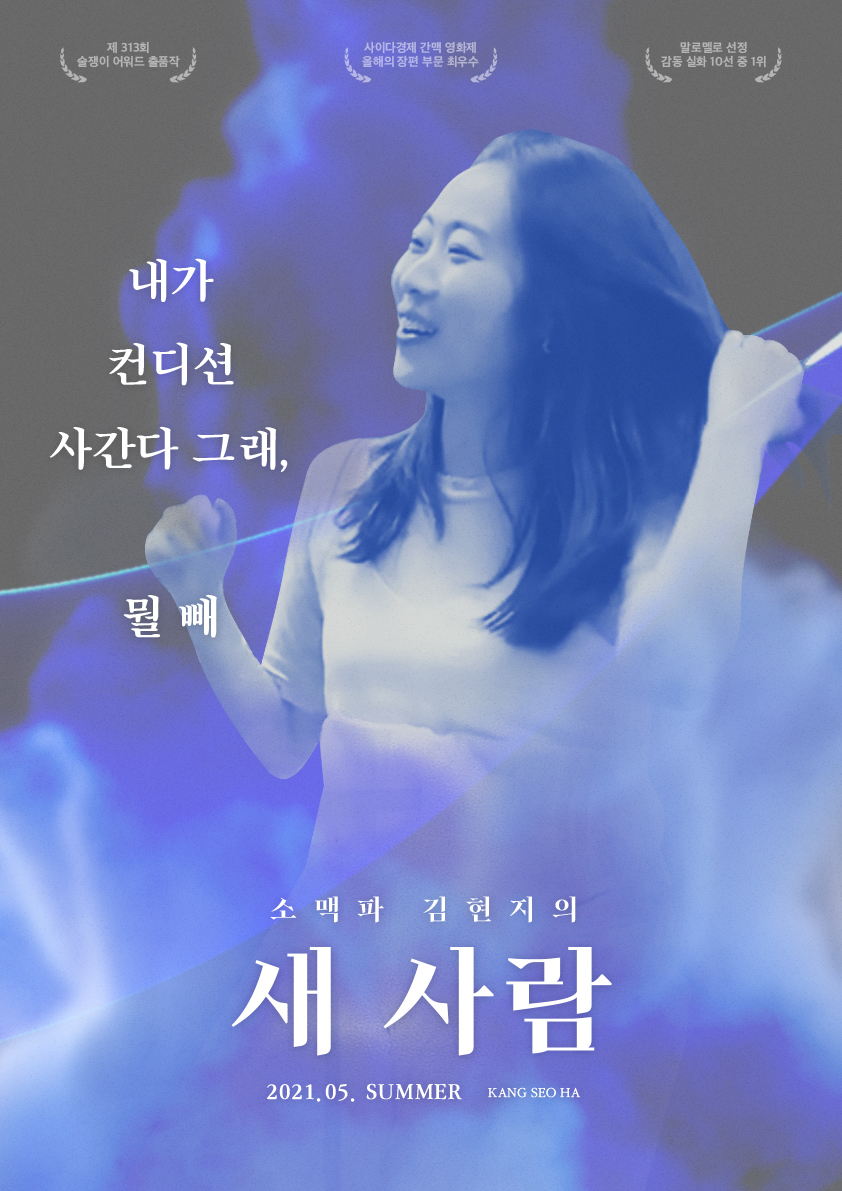 제 313회
술쟁이 어워드 출품작
사이다경제 간맥 영화제
올해의 장편 부문 최우수
말로멜로 선정
감동 실화 10선 중 1위
내가
컨디션
사간다 그래,
뭘 빼
소맥파 김현지의
새 사람
2021.05. SUMMER KANG SEO HA